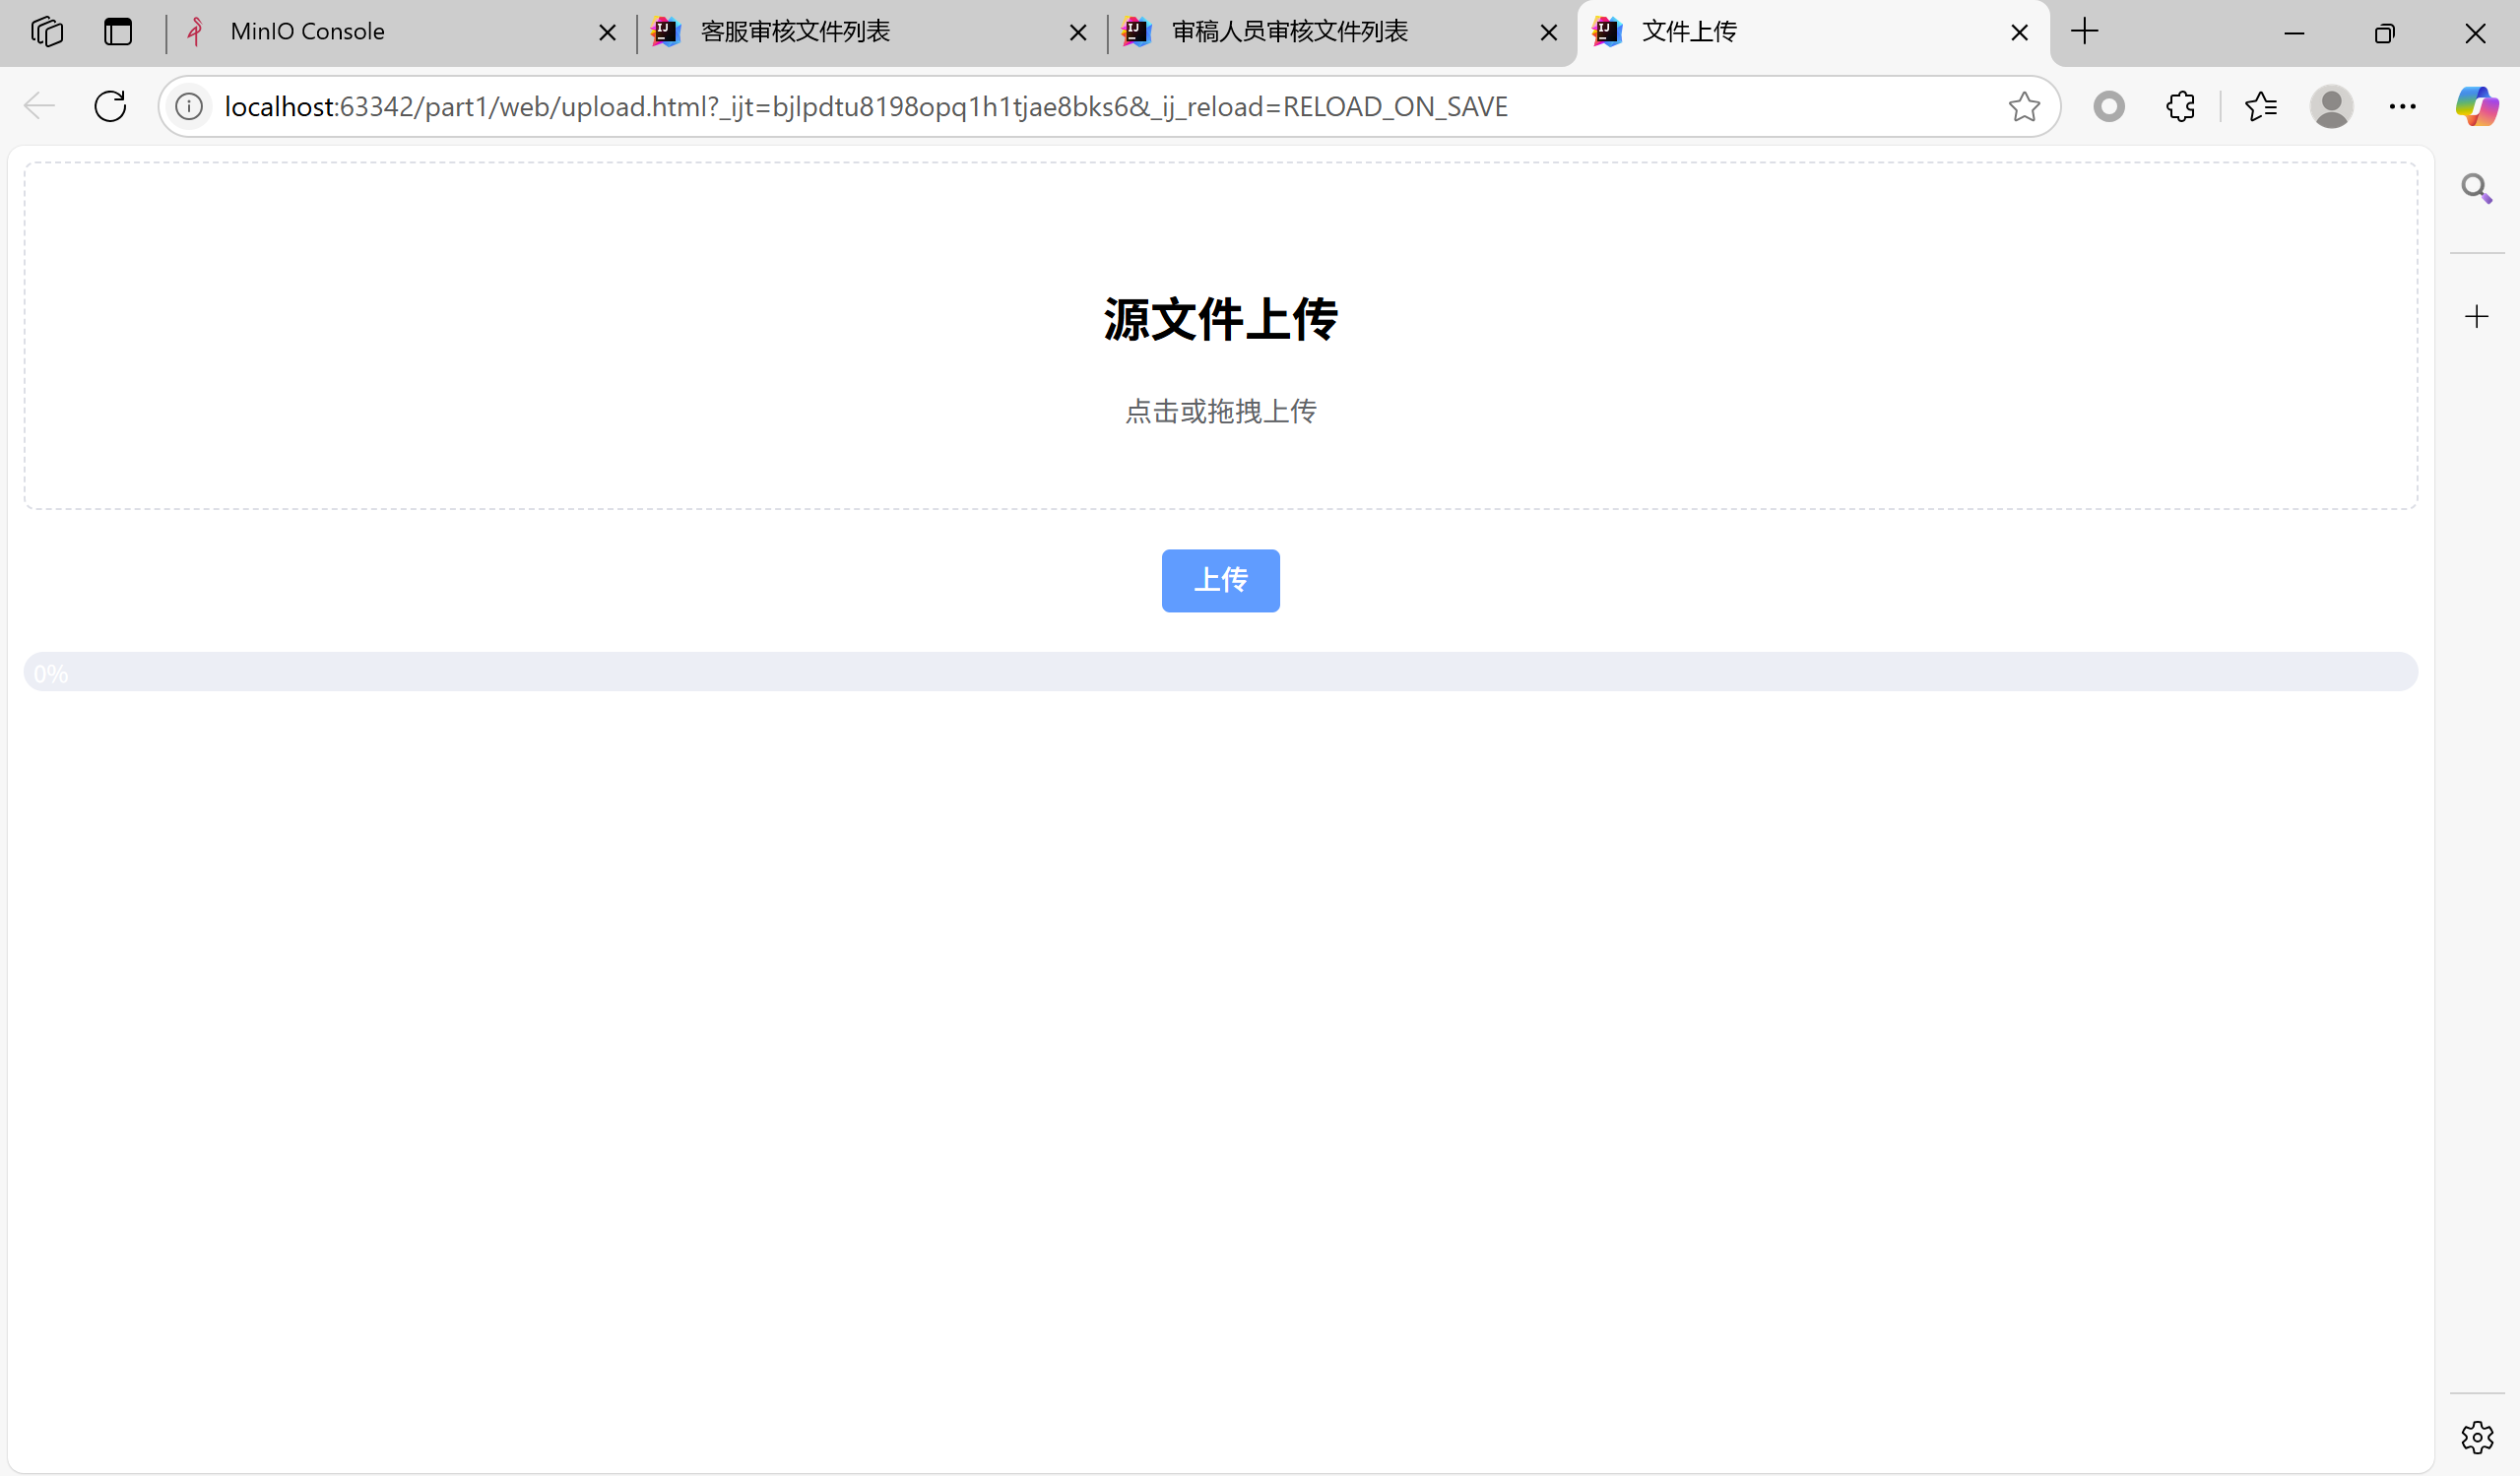 MinIO Console
客服审核文件列表
审稿人员审核文件列表
文件上传
localhost:63342/part1/web/upload.html?_ijt=bjlpdtu8198opq1h1tjae8bks6&_ij_reload=RELOAD_ON_SAVE
源文件上传
点击或拖拽上传
上传
0%